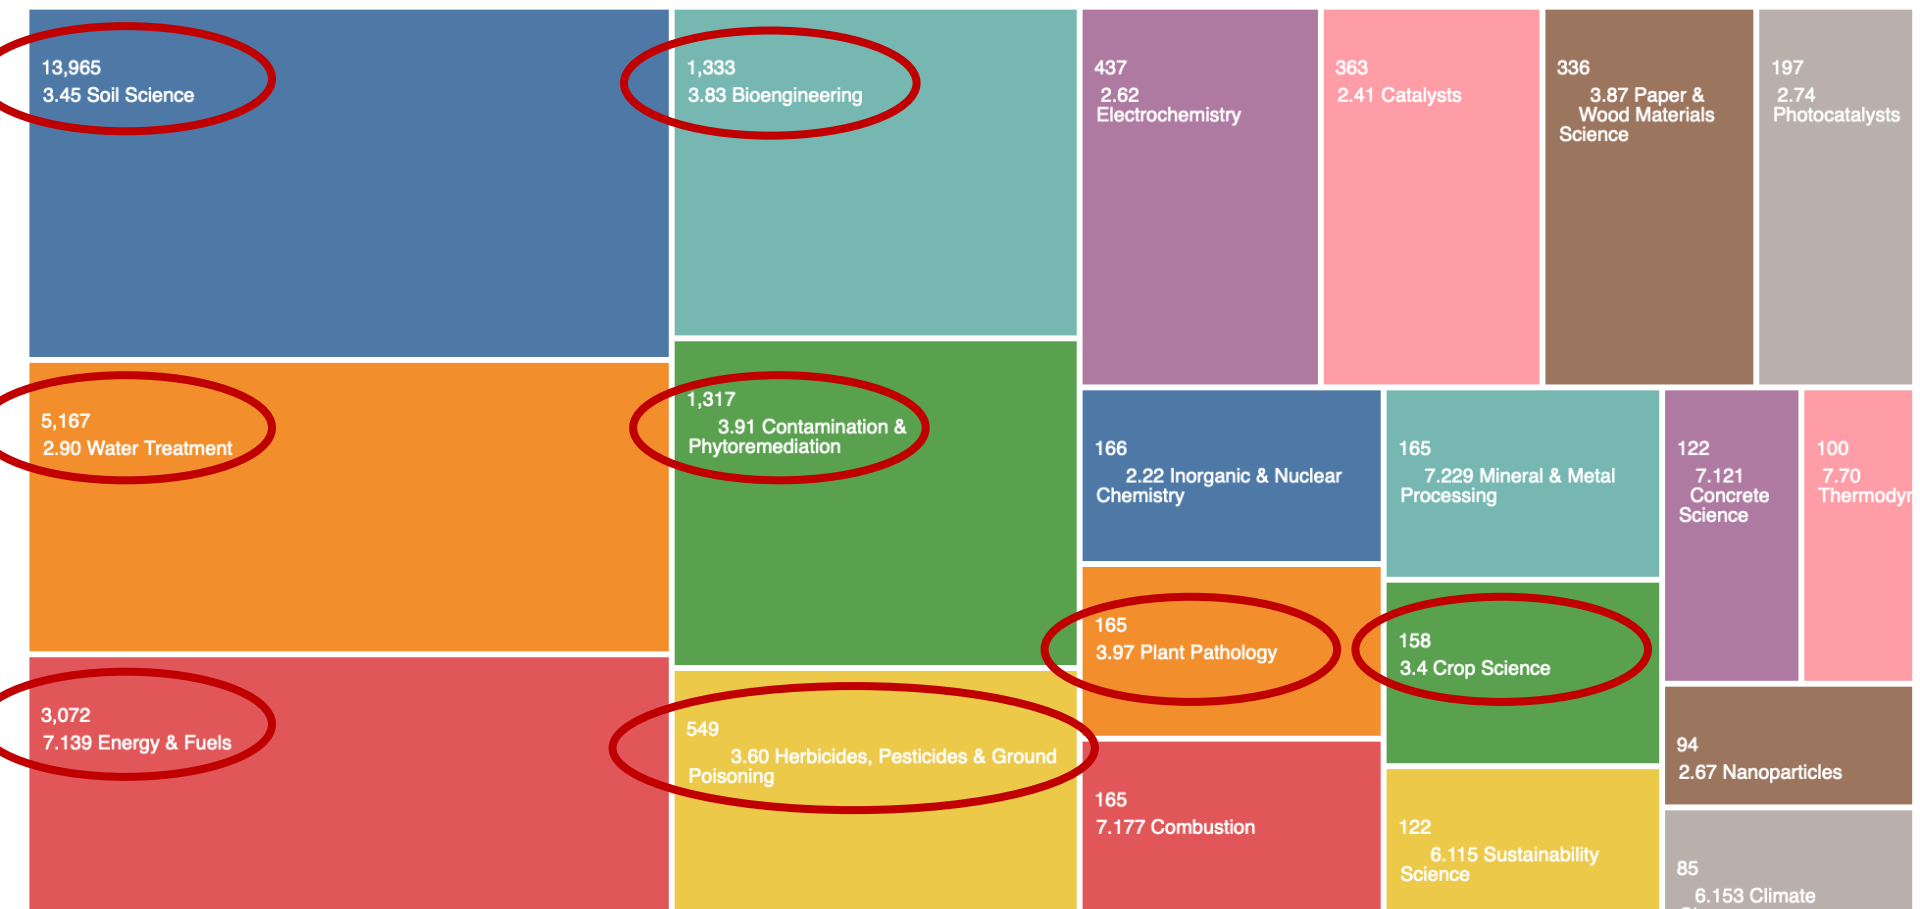 13,965
3.45 Soil Science
5,167
2.90 Water Treatment
3,072
7.139 Energy & Fuels
1,333
3.83 Bioengineering
1,317
3.91 Contamination &
Phytoremediation
549
3.60 Herbicides, Pesticides & Ground
Poisoning
437
2.62
Electrochemistry
363
2.41 Catalysts
336
3.87 Paper &
Wood Materials
Science
197
2.74
Photocatalysts
166
2.22 Inorganic & Nuclear
Chemistry
165
3.97 Plant Pathology
165
7.177 Combustion
165
7.229 Mineral & Metal
Processing
158
3.4 Crop Science
122
6.115 Sustainability
Science
122
7.121
Concrete
Science
100
7.70
94
2.67 Nanoparticles
85
6.153 Climate